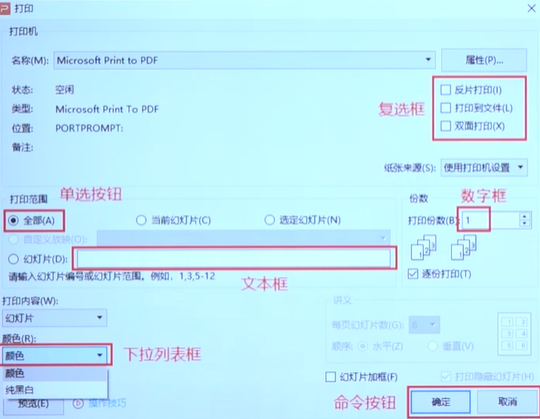 打印
打印机
名称(M): Microsoft Print to PDF 属性(P)...
状态: 空闲
类型: Microsoft Print To PDF
位置: PORTPROMPT:
备注:
复选框
反片打印(I)
打印到文件(L)
双面打印(X)
纸张来源(S): 使用打印机设置
打印范围 单选按钮
全部(A) 当前幻灯片(C) 选定幻灯片(N)
自定义放映(O):
幻灯片(D):
请输入幻灯片编号或幻灯片范围。例如，1,3,5-12
文本框
份数 数字框
打印份数(B): 1
1 2 3 1 2 3
逐份打印(T)
打印内容(W):
幻灯片
颜色(R):
颜色 下拉列表框
颜色
纯黑白
讲义
每页幻灯片数(G): 6
顺序: 水平(Z) 垂直(V)
幻灯片加框(F) 打印隐藏幻灯片(H)
预览(E) 操作技巧 命令按钮 确定 取消